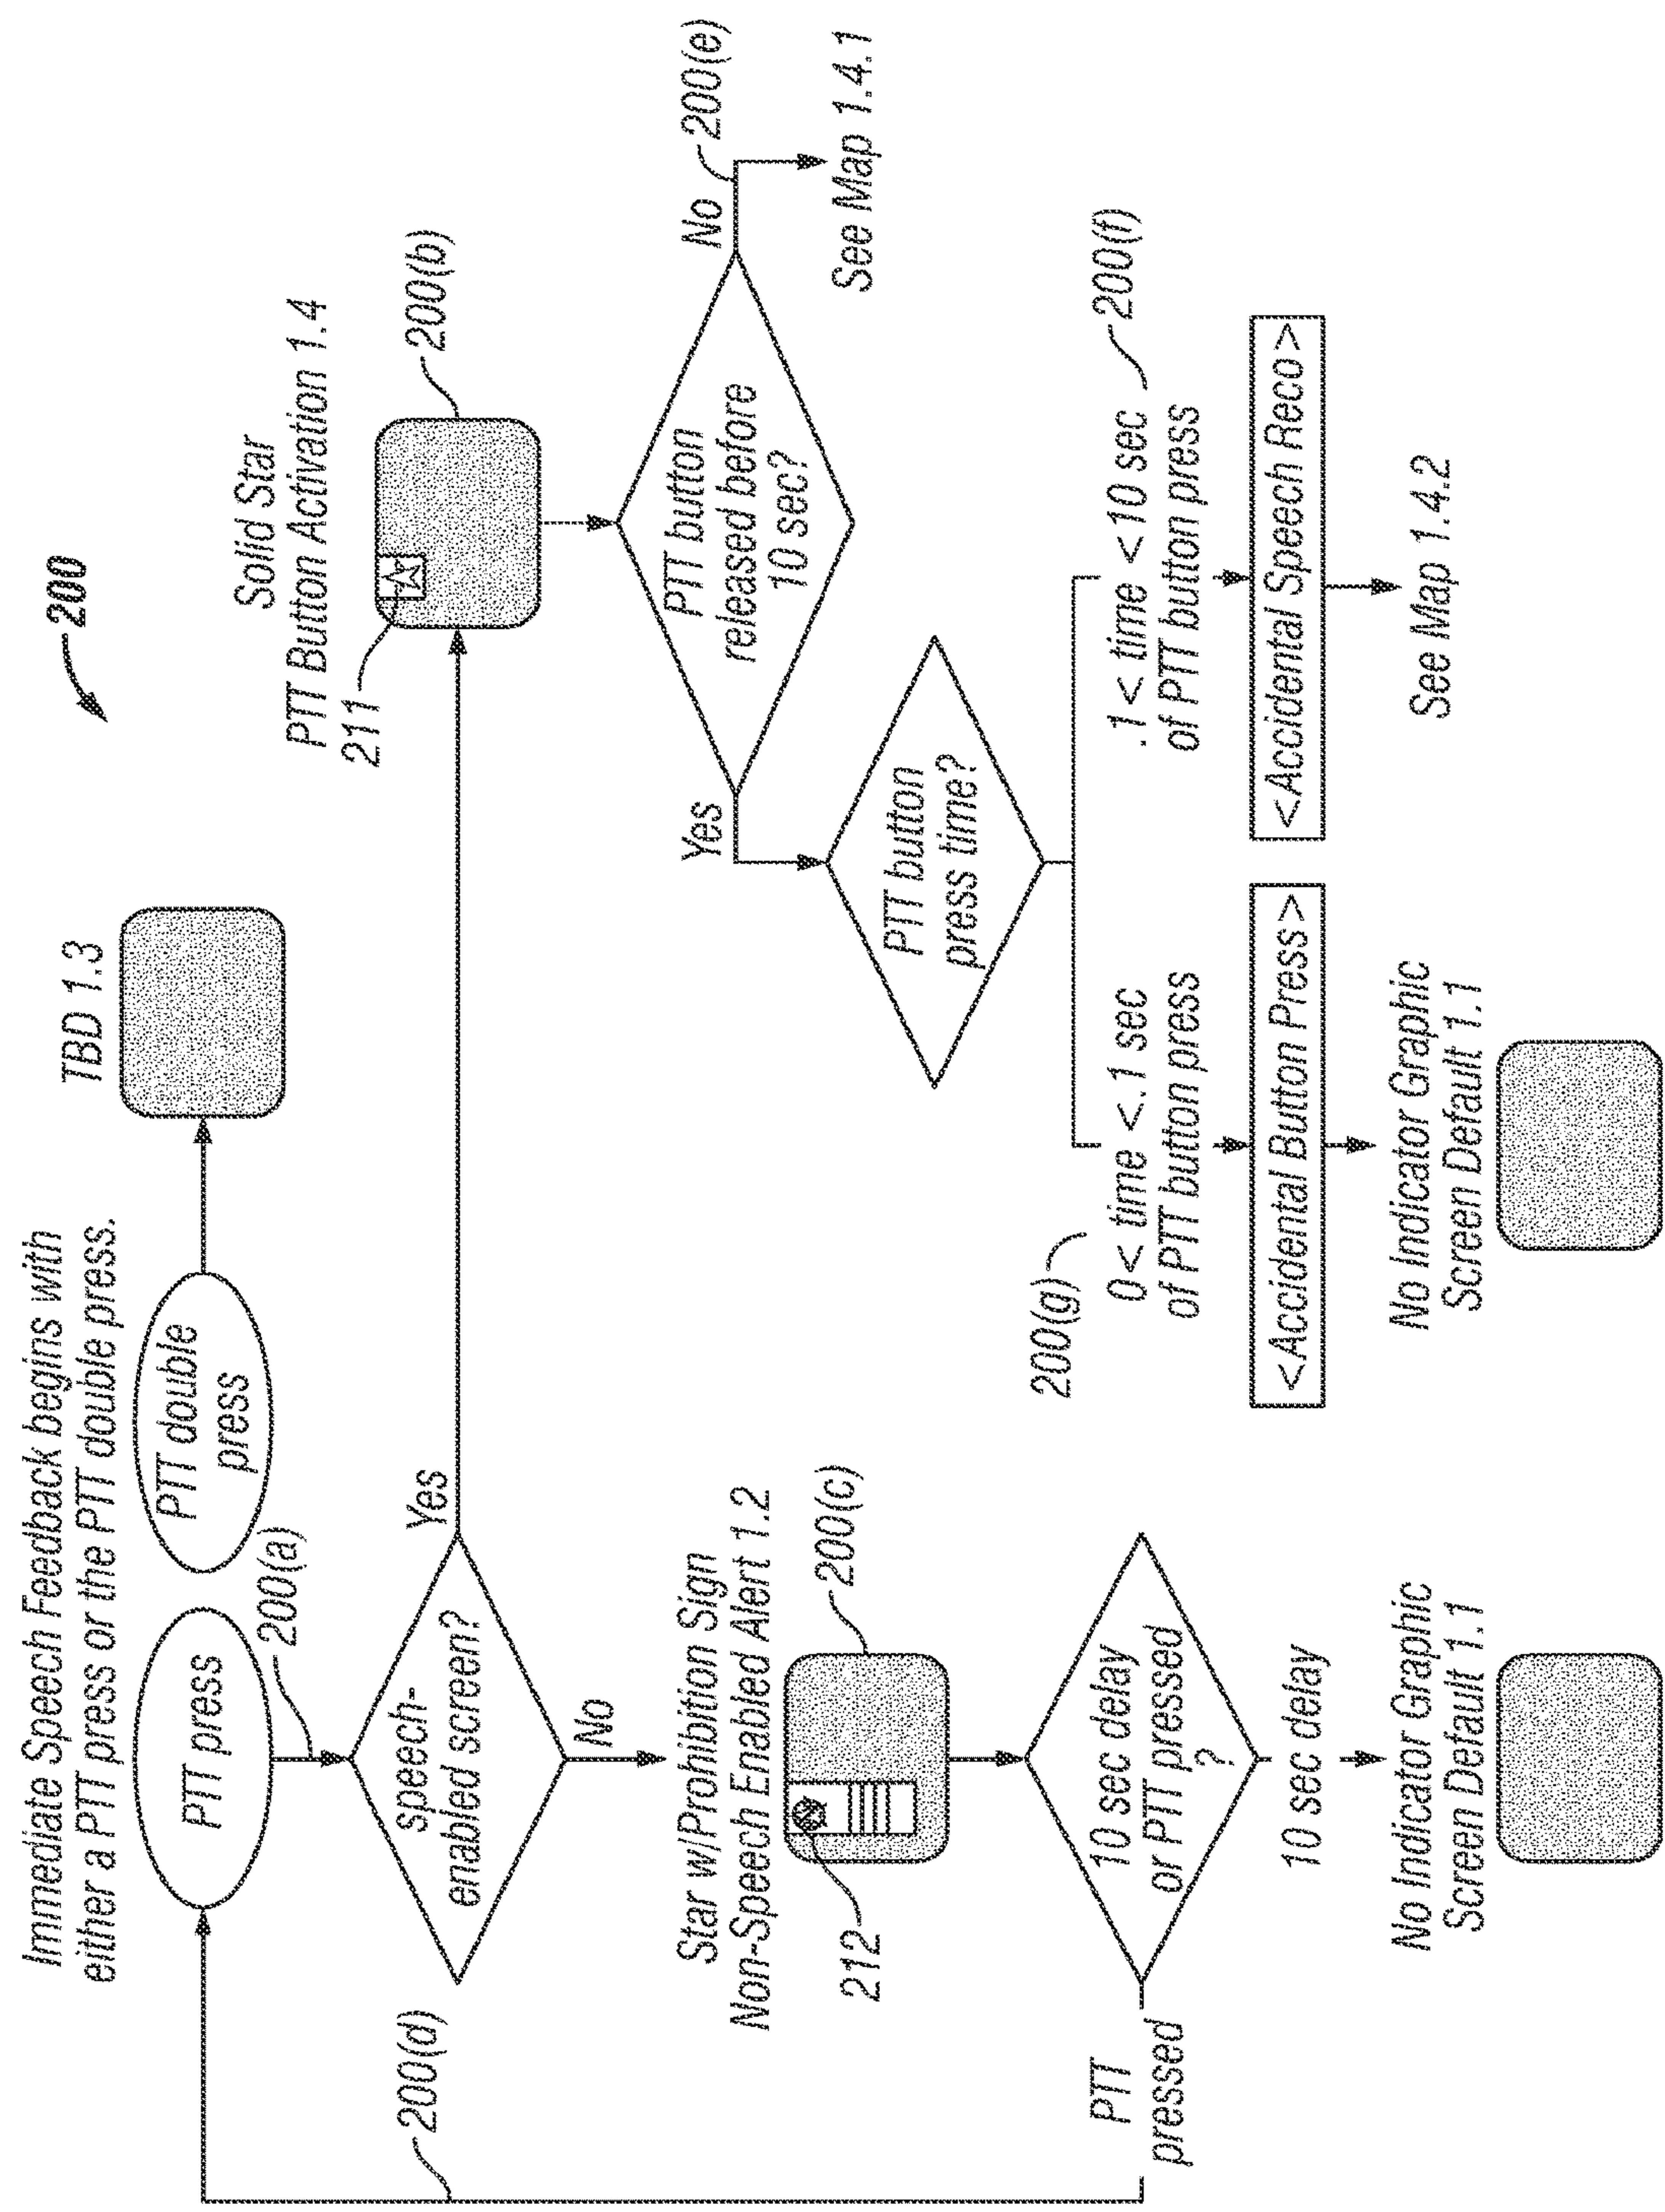 200
Immediate Speech Feedback begins with
either a PTT press or the PTT double press.
PTT press
PTT double
press
TBD 1.3
200(a)
200(d)
speech-
enabled screen?
Yes
No
Solid Star
PTT Button Activation 1.4
211
200(b)
Star w/Prohibition Sign
Non-Speech Enabled Alert 1.2
212
200(c)
PTT button
released before
10 sec?
Yes
No
200(e)
See Map 1.4.1
PTT button
press time?
10 sec delay
or PTT pressed
?
PTT
pressed
10 sec delay
No Indicator Graphic
Screen Default 1.1
200(g)
0< time <.1 sec
of PTT button press
<Accidental Button Press>
No Indicator Graphic
Screen Default 1.1
.1< time <10 sec
of PTT button press
200(f)
<Accidental Speech Reco>
See Map 1.4.2